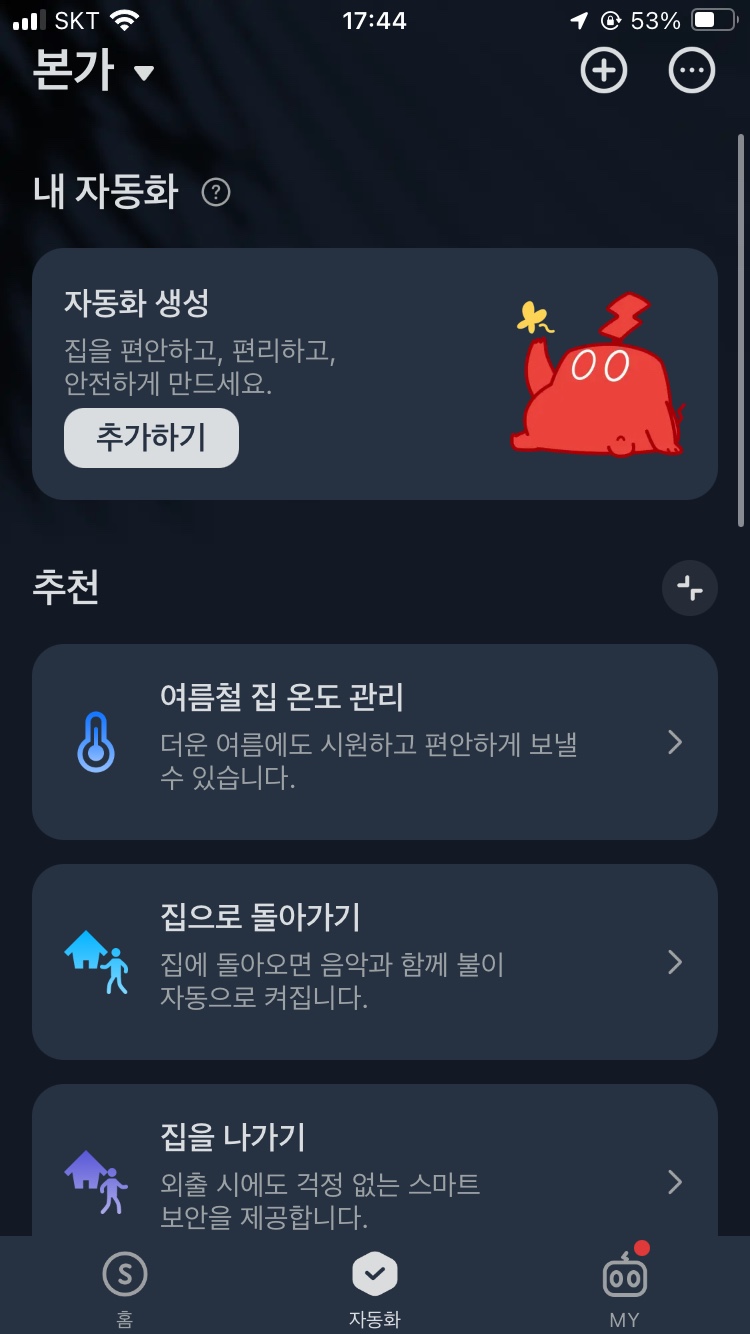 SKT 17:44 53%
본가
내 자동화 ?
자동화 생성
집을 편안하고, 편리하고,
안전하게 만드세요.
추가하기
추천
여름철 집 온도 관리
더운 여름에도 시원하고 편안하게 보낼
수 있습니다.
집으로 돌아가기
집에 돌아오면 음악과 함께 불이
자동으로 켜집니다.
집을 나가기
외출 시에도 걱정 없는 스마트
보안을 제공합니다.
S
홈 자동화 MY